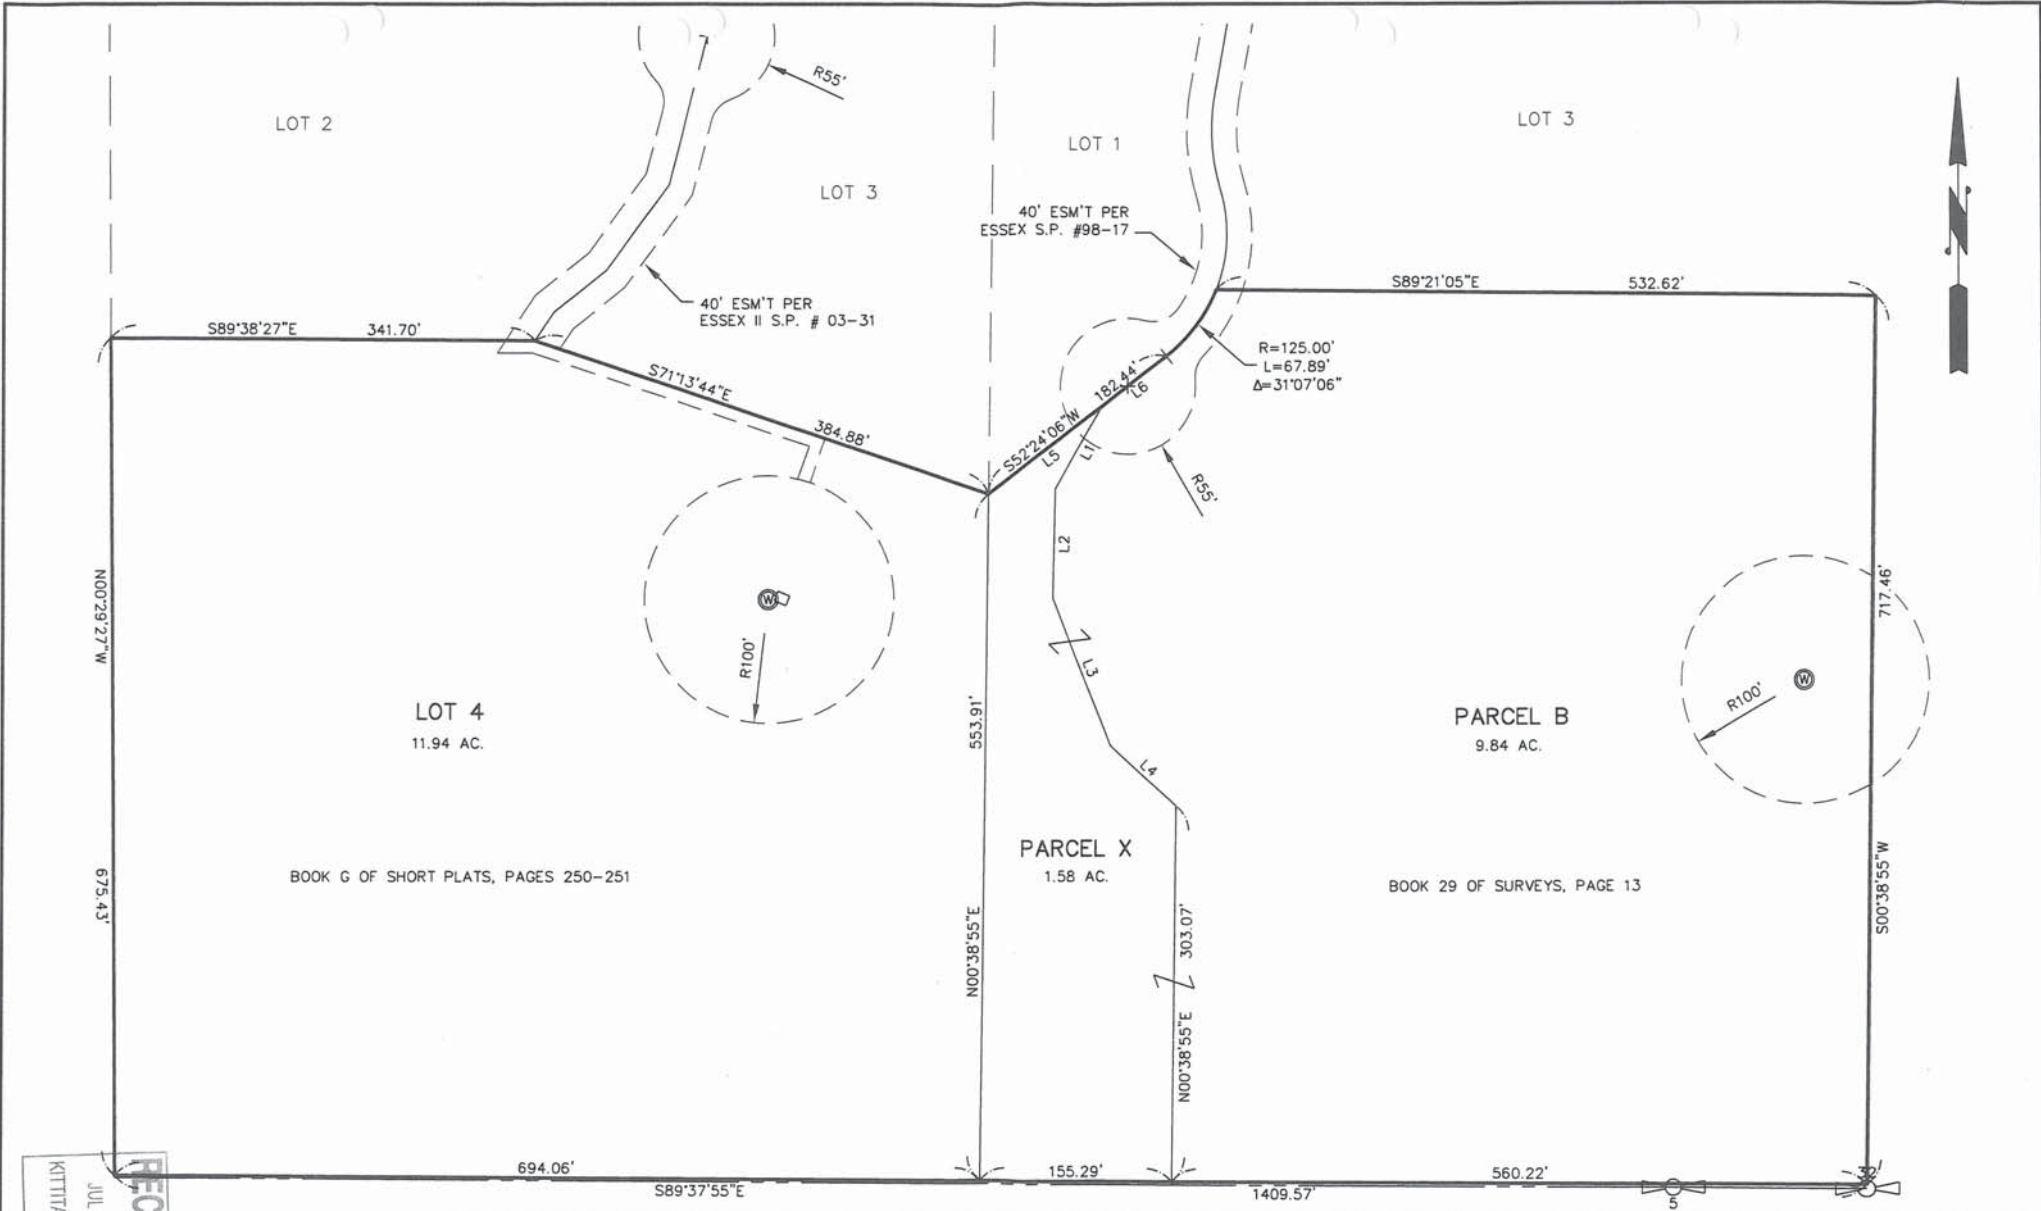 R55'
LOT 2
LOT 3
LOT 1
LOT 3
40' ESM'T PER
ESSEX S.P. #98-17
40' ESM'T PER
ESSEX II S.P. # 03-31
N
S89°38'27"E 341.70'
S89°21'05"E 532.62'
R=125.00'
L=67.89'
Δ=31°07'06"
S71°13'44"E
384.88'
182.44'
L6
S52°24'06"W
L5
L1
R55'
L2
L3
L4
N00°29'27"W
675.43'
W
R100'
LOT 4
11.94 AC.
BOOK G OF SHORT PLATS, PAGES 250-251
553.91'
N00°38'55"E
PARCEL X
1.58 AC.
303.07'
N00°38'55"E
PARCEL B
9.84 AC.
BOOK 29 OF SURVEYS, PAGE 13
W
R100'
717.46'
S00°38'55"W
694.06'
155.29'
560.22'
S89°37'55"E
1409.57'
5
32
REC
JUL
KITTITA